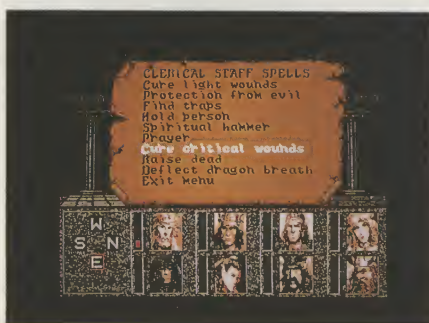 CLERICAL STAFF SPELLS
Cure light wounds
Protection from evil
Find traps
Hold person
Spiritual hammer
Prayer
Cure critical wounds
Raise dead
Deflect dragon breath
Exit menu
W
S N
E